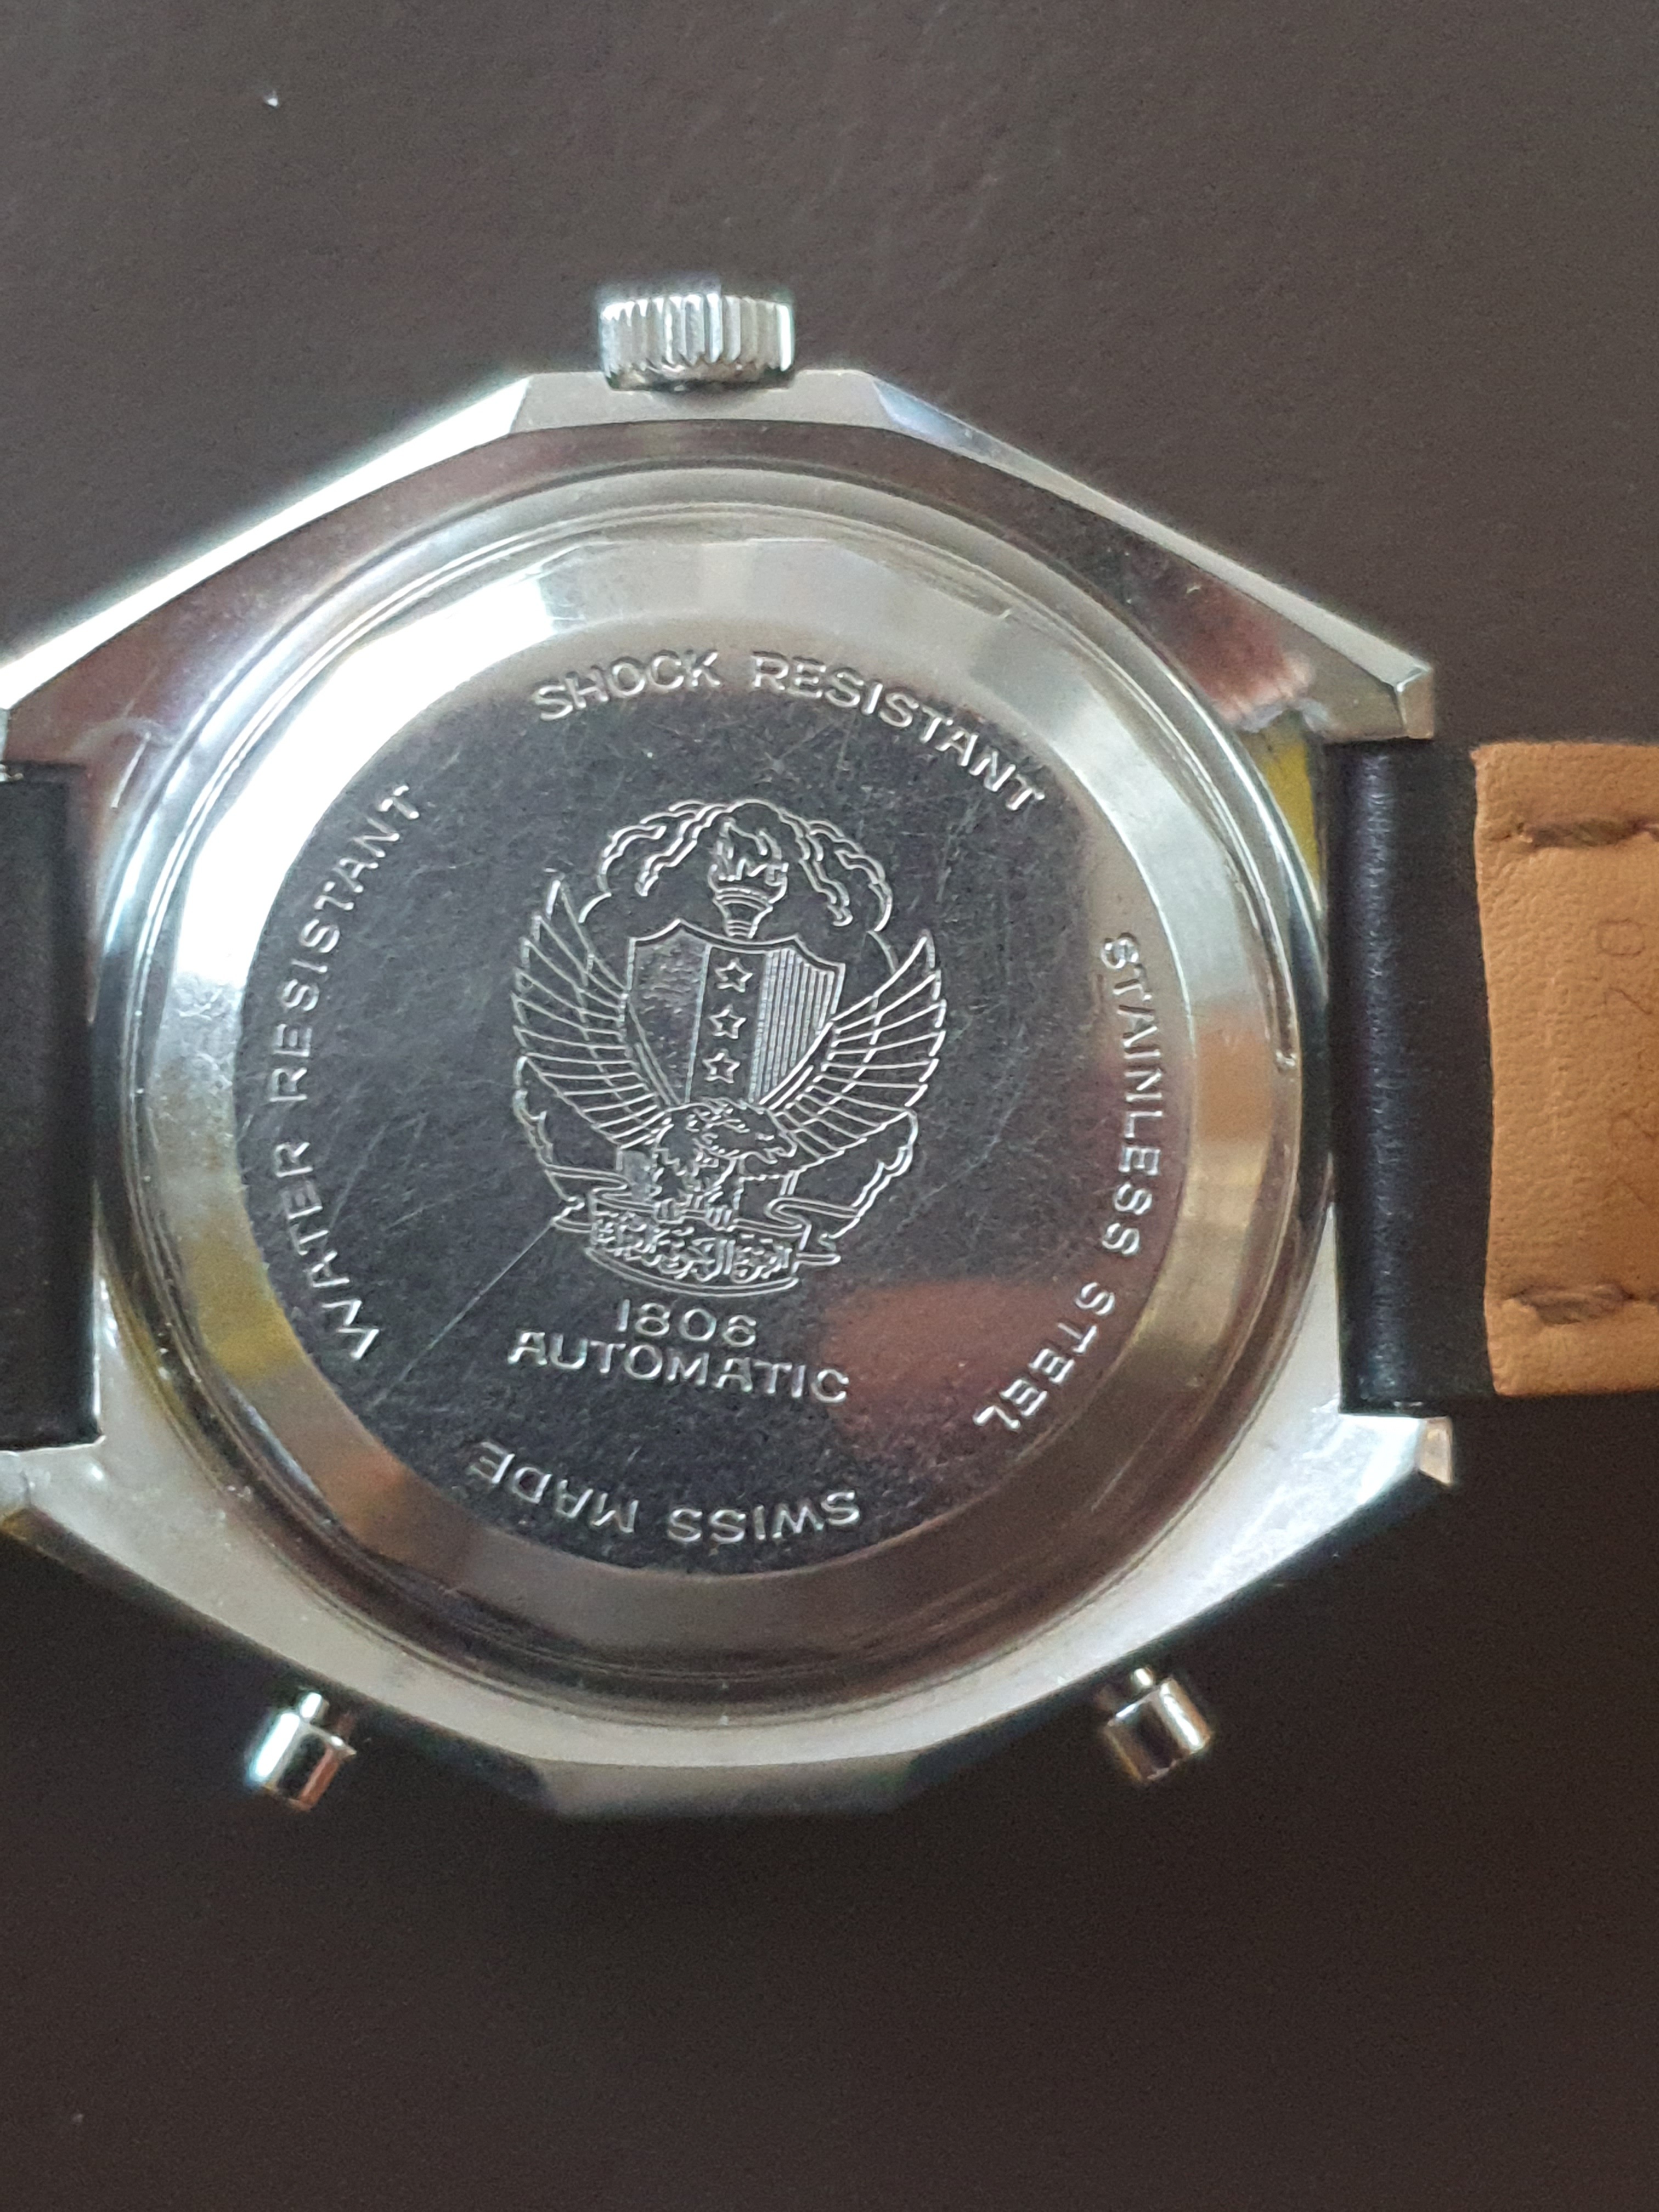 SHOCK RESISTANT
STAINLESS STEEL
SWISS MADE
WATER RESISTANT
1806
AUTOMATIC